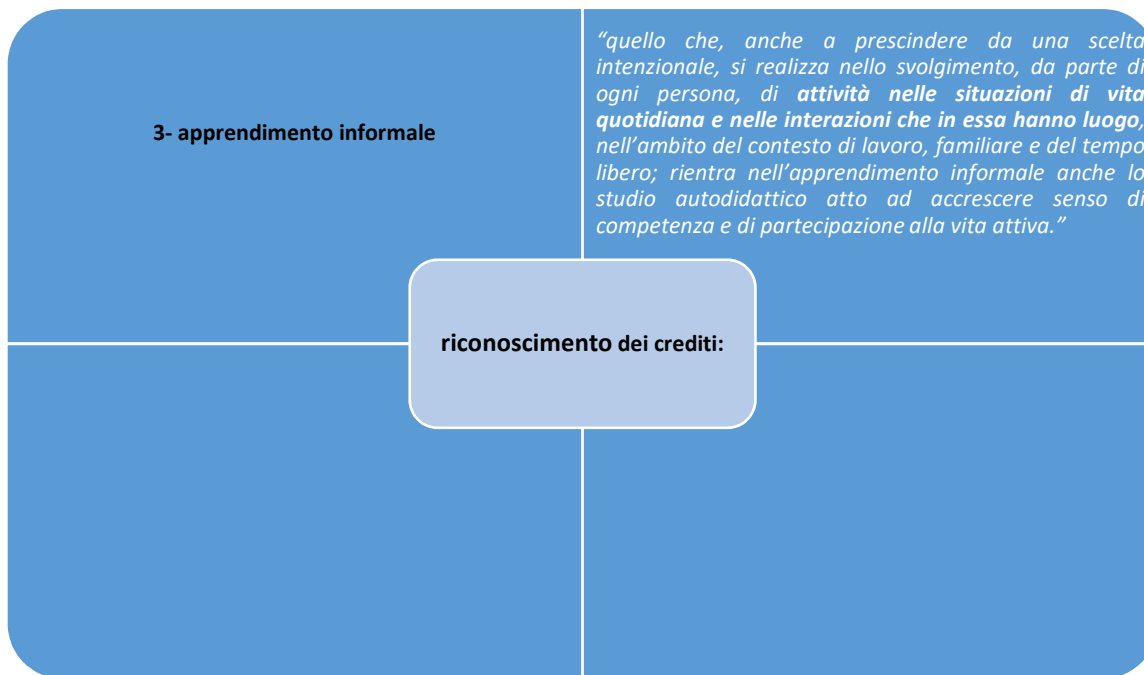 3- apprendimento informale
“quello che, anche a prescindere da una scelta
intenzionale, si realizza nello svolgimento, da parte di
ogni persona, di attività nelle situazioni di vita
quotidiana e nelle interazioni che in essa hanno luogo,
nell’ambito del contesto di lavoro, familiare e del tempo
libero; rientra nell’apprendimento informale anche lo
studio autodidattico atto ad accrescere senso di
competenza e di partecipazione alla vita attiva.”
riconoscimento dei crediti: